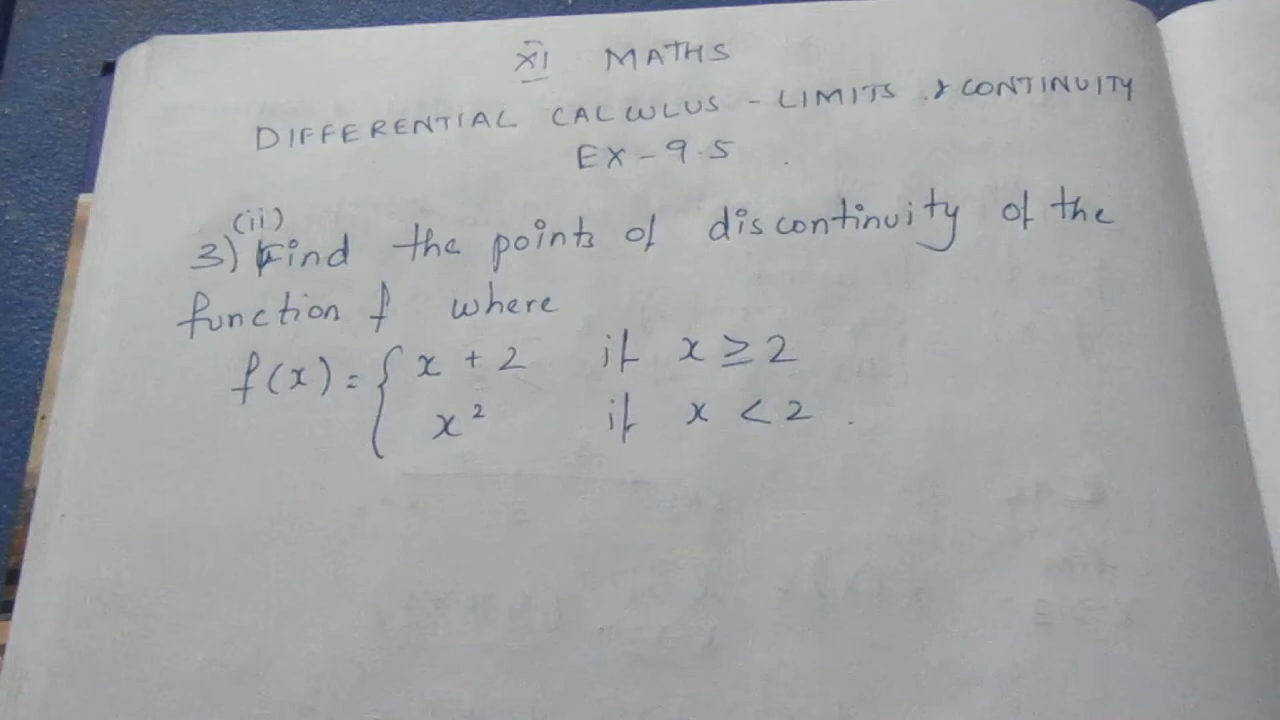 XI MATHS
DIFFERENTIAL CALCULUS - LIMITS & CONTINUITY
EX - 9.5
(ii)
3) Find the points of discontinuity of the
function f where
f(x) = { x + 2 if x ≥ 2
x² if x < 2.